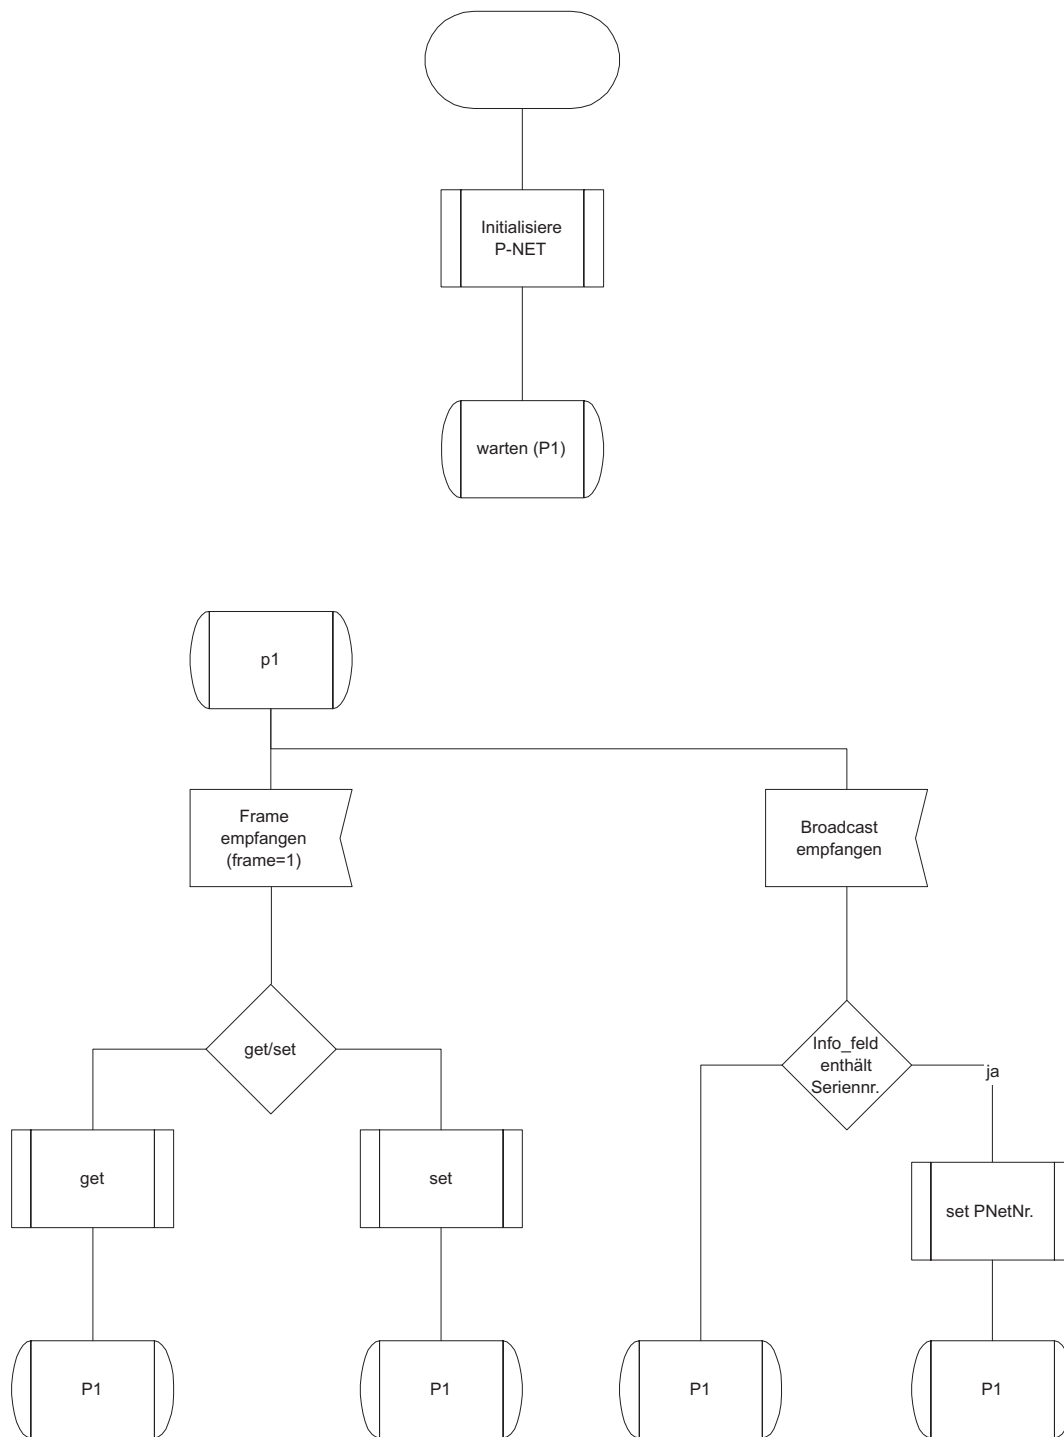 Initialisiere
P-NET
warten (P1)
p1
Frame
empfangen
(frame=1)
Broadcast
empfangen
get/set
Info_feld
enthält
Seriennr.
ja
get
set
set PNetNr.
P1
P1
P1
P1